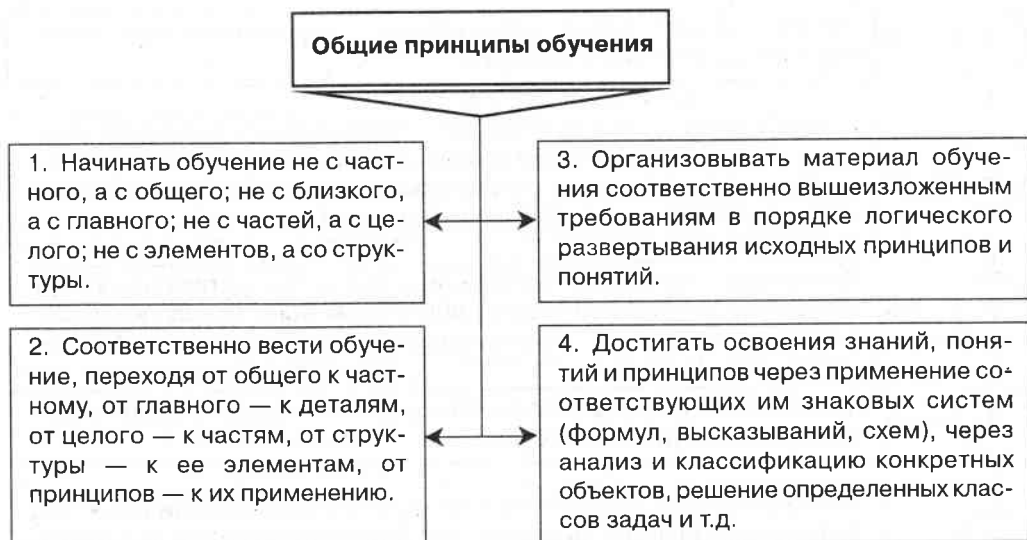 Общие принципы обучения
1. Начинать обучение не с част-
ного, а с общего; не с близкого,
а с главного; не с частей, а с це-
лого; не с элементов, а со струк-
туры.
2. Соответственно вести обуче-
ние, переходя от общего к част-
ному, от главного — к деталям,
от целого — к частям, от струк-
туры — к ее элементам, от
принципов — к их применению.
3. Организовывать материал обуче-
ния соответственно вышеизложенным
требованиям в порядке логического
развертывания исходных принципов и
понятий.
4. Достигать освоения знаний, поня-
тий и принципов через применение со-
ответствующих им знаковых систем
(формул, высказываний, схем), через
анализ и классификацию конкретных
объектов, решение определенных клас-
сов задач и т.д.